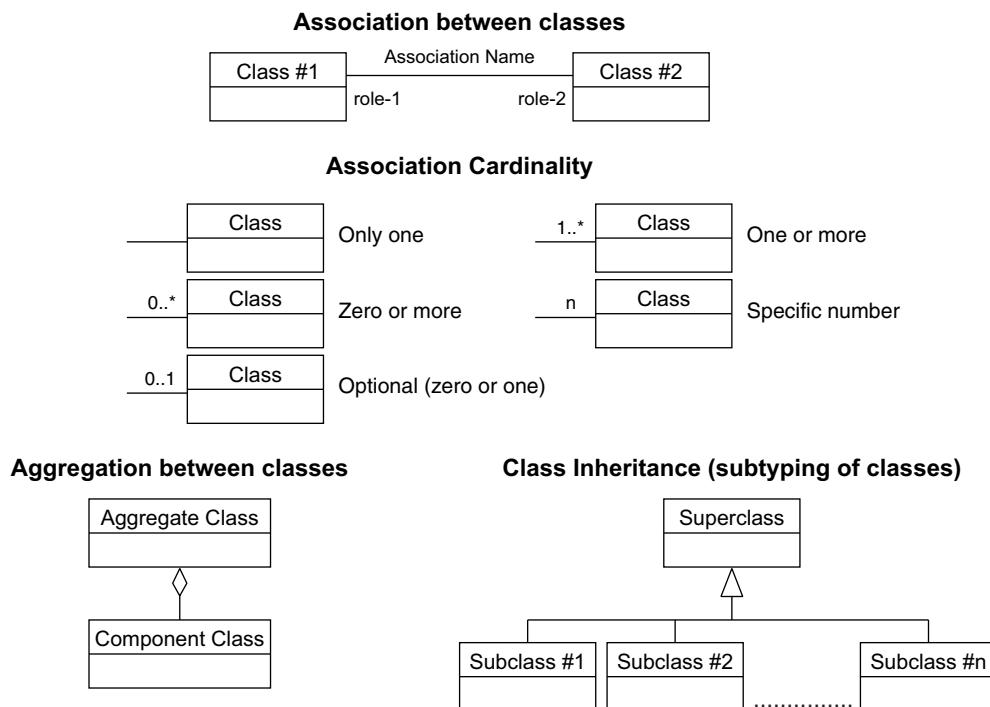 Association between classes
Class #1
Association Name
Class #2
role-1
role-2
Association Cardinality
Class
Only one
1..*
Class
One or more
0..*
Class
Zero or more
n
Class
Specific number
0..1
Class
Optional (zero or one)
Aggregation between classes
Class Inheritance (subtyping of classes)
Aggregate Class
Superclass
Component Class
Subclass #1
Subclass #2
Subclass #n
...............